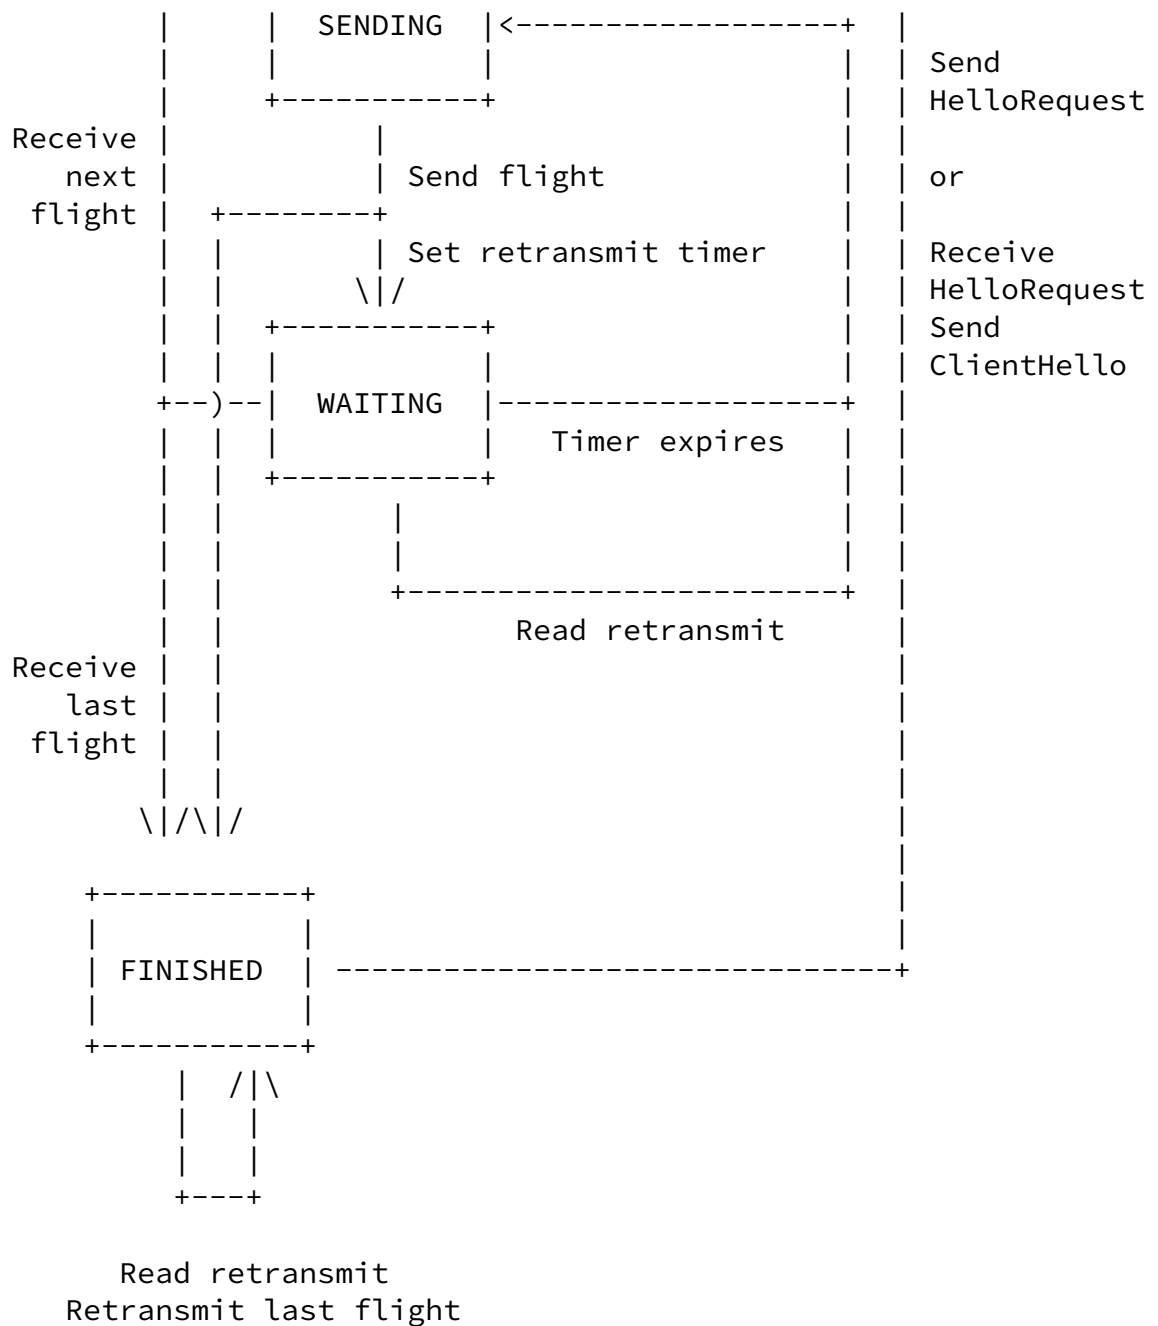 SENDING
Send
HelloRequest
Receive
next Send flight or
flight
Set retransmit timer Receive
HelloRequest
Send
ClientHello
WAITING
Timer expires
Read retransmit
Receive
last
flight
FINISHED
Read retransmit
Retransmit last flight